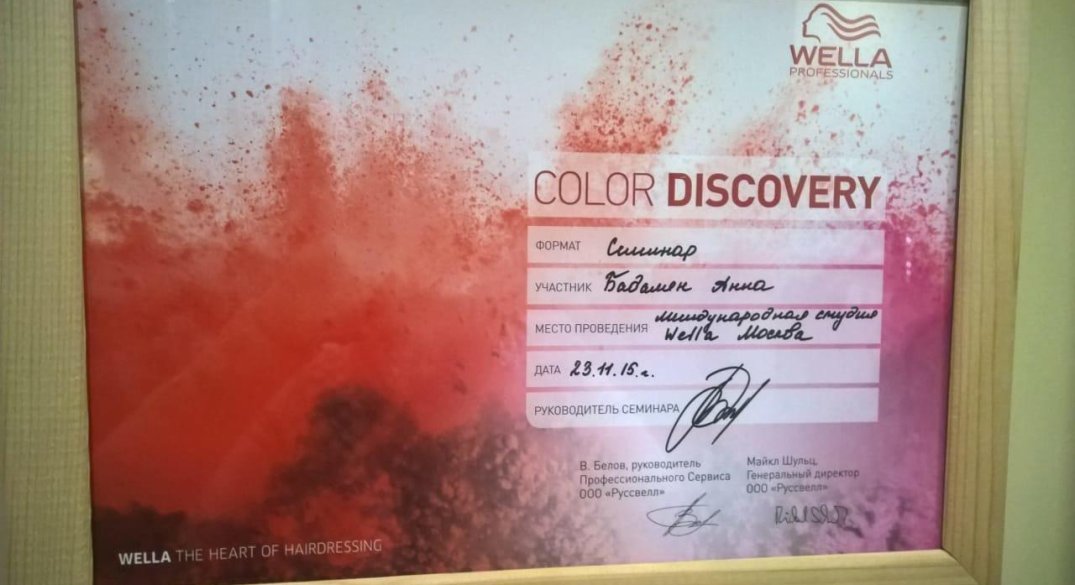 WELLA
PROFESSIONALS
COLOR DISCOVERY
ФОРМАТ Семинар
УЧАСТНИК Бадамен Анна
МЕСТО ПРОВЕДЕНИЯ международная студия
Wella Москва
ДАТА 23.11.15.г.
РУКОВОДИТЕЛЬ СЕМИНАРА
В. Белов, руководитель
Профессионального Сервиса
ООО «Руссвелл»
Майкл Шульц,
Генеральный директор
ООО «Руссвелл»
WELLA THE HEART OF HAIRDRESSING